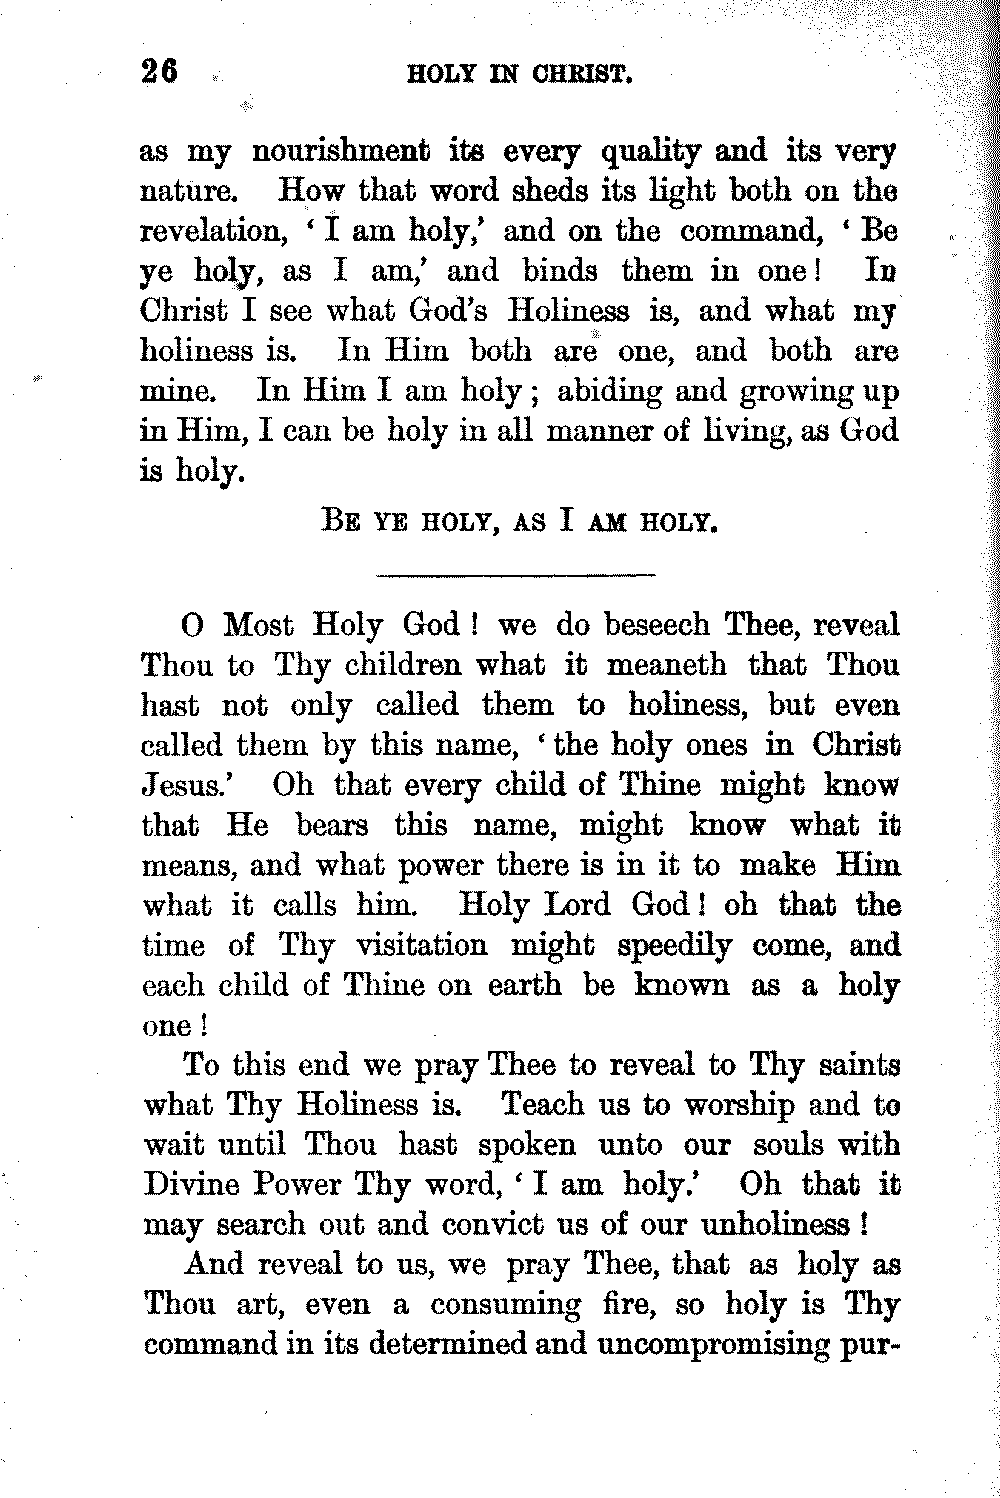 26 HOLY IN CHRIST.
as my nourishment its every quality and its very
nature. How that word sheds its light both on the
revelation, ‘ I am holy,’ and on the command, ‘ Be
ye holy, as I am,’ and binds them in one! In
Christ I see what God’s Holiness is, and what my
holiness is. In Him both are one, and both are
mine. In Him I am holy ; abiding and growing up
in Him, I can be holy in all manner of living, as God
is holy.
BE YE HOLY, AS I AM HOLY.
O Most Holy God ! we do beseech Thee, reveal
Thou to Thy children what it meaneth that Thou
hast not only called them to holiness, but even
called them by this name, ‘ the holy ones in Christ
Jesus.’ Oh that every child of Thine might know
that He bears this name, might know what it
means, and what power there is in it to make Him
what it calls him. Holy Lord God ! oh that the
time of Thy visitation might speedily come, and
each child of Thine on earth be known as a holy
one !
To this end we pray Thee to reveal to Thy saints
what Thy Holiness is. Teach us to worship and to
wait until Thou hast spoken unto our souls with
Divine Power Thy word, ‘ I am holy.’ Oh that it
may search out and convict us of our unholiness !
And reveal to us, we pray Thee, that as holy as
Thou art, even a consuming fire, so holy is Thy
command in its determined and uncompromising pur-